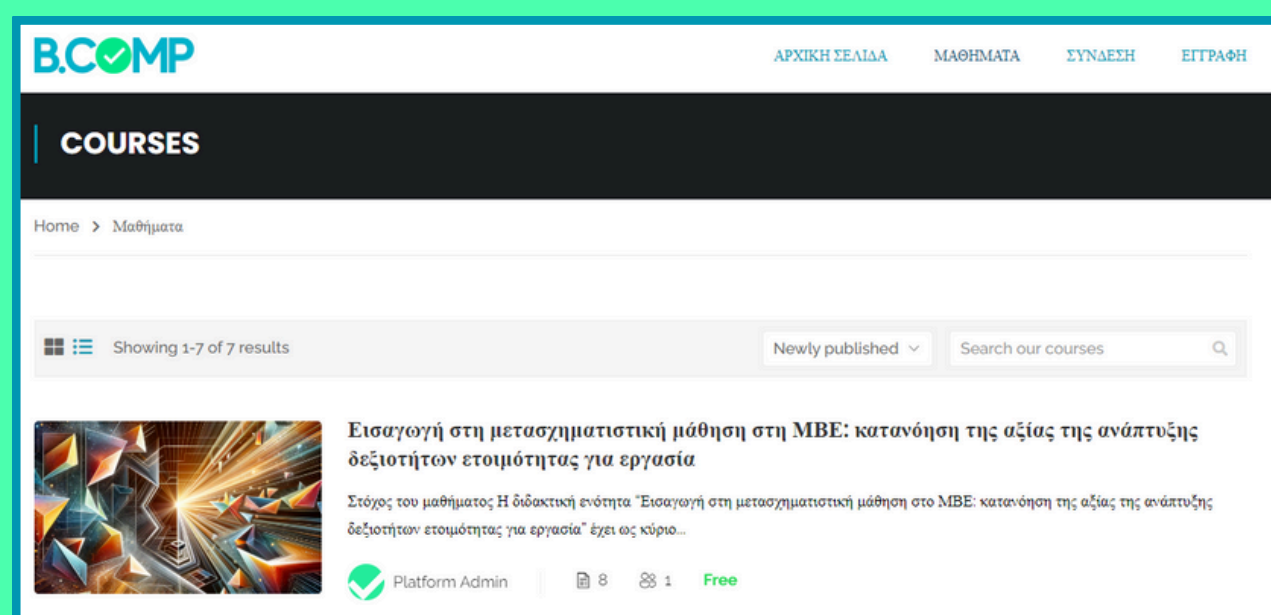 B.COMP
ΑΡΧΙΚΗ ΣΕΛΙΔΑ ΜΑΘΗΜΑΤΑ ΣΥΝΔΕΣΗ ΕΓΓΡΑΦΗ
COURSES
Home > Μαθήματα
Showing 1-7 of 7 results Newly published Search our courses
Εισαγωγή στη μετασχηματιστική μάθηση στη ΜΒΕ: κατανόηση της αξίας της ανάπτυξης
δεξιοτήτων ετοιμότητας για εργασία
Στόχος του μαθήματος Η διδακτική ενότητα “Εισαγωγή στη μετασχηματιστική μάθηση στο ΜΒΕ: κατανόηση της αξίας της ανάπτυξης
δεξιοτήτων ετοιμότητας για εργασία” έχει ως κύριο...
Platform Admin 8 1 Free